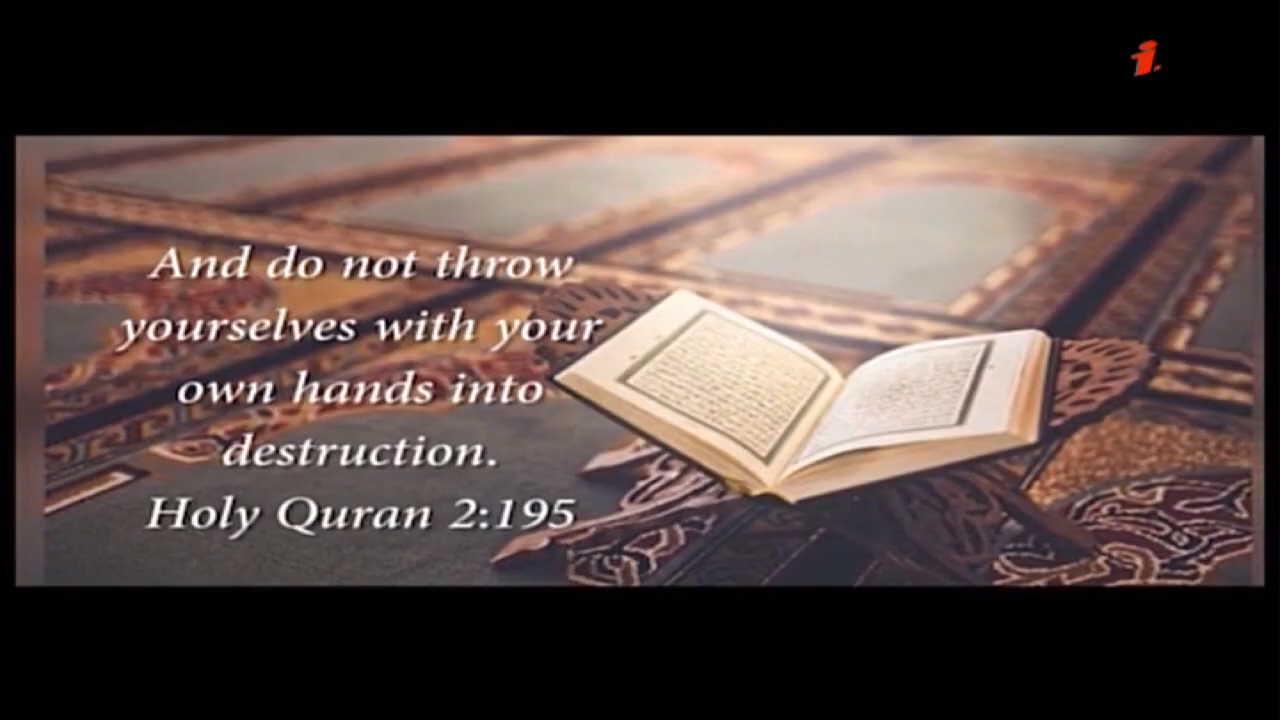 i
And do not throw
yourselves with your
own hands into
destruction.
Holy Quran 2:195